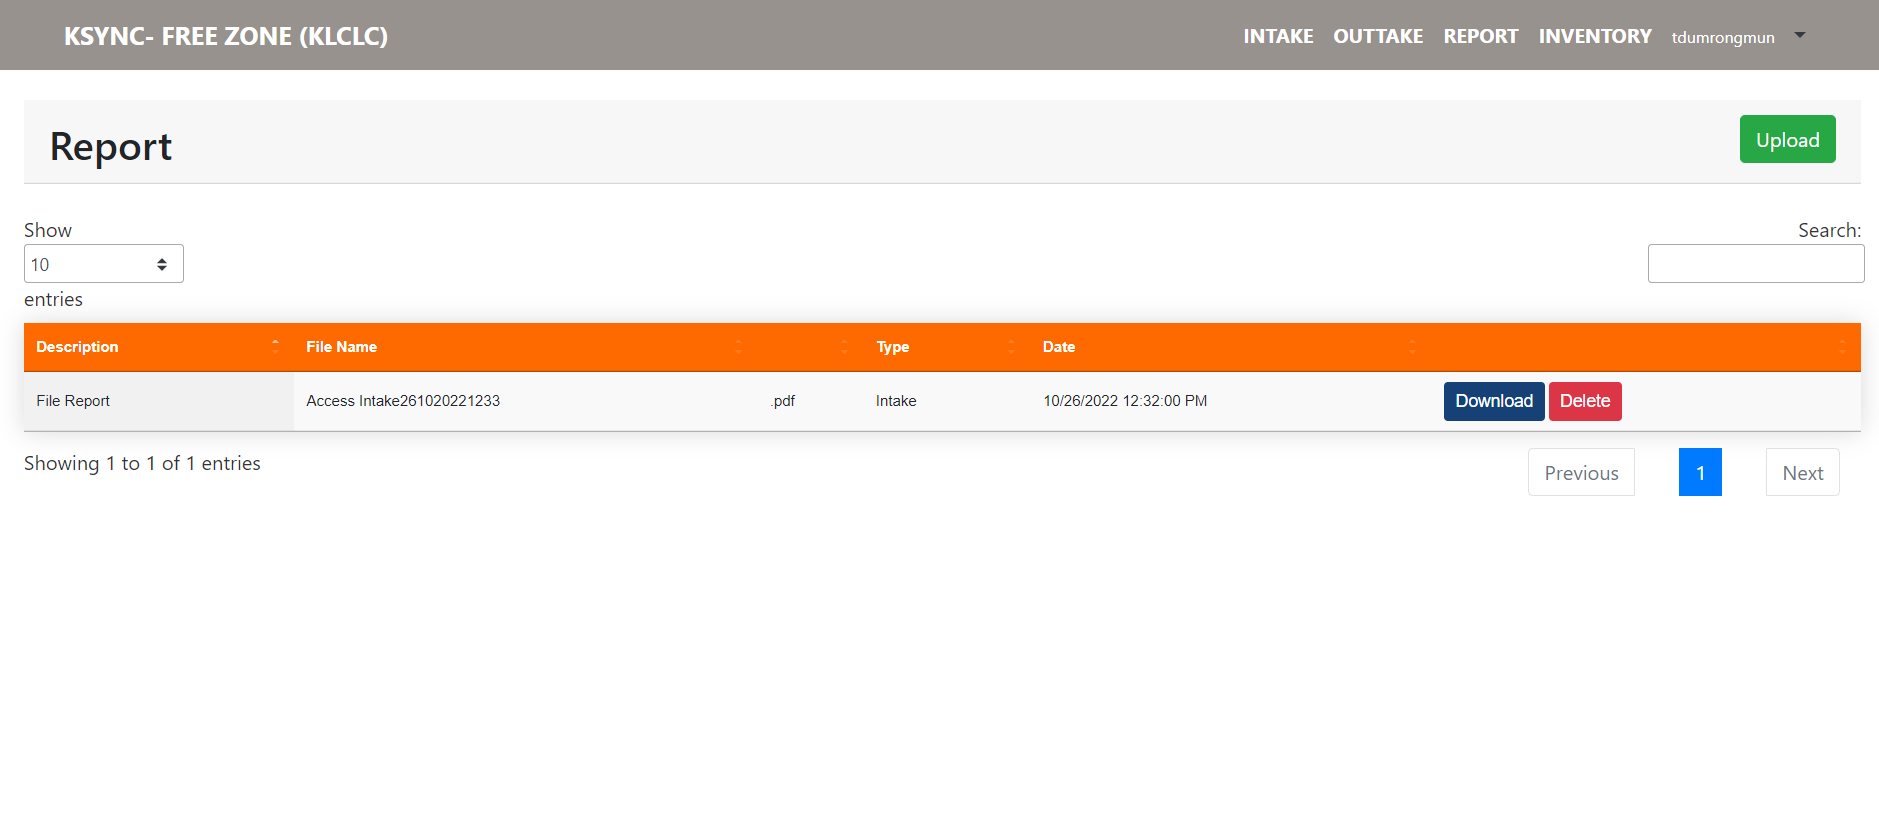 KSYNC- FREE ZONE (KLCLC) INTAKE OUTTAKE REPORT INVENTORY tdumrongmun
Report Upload
Show Search:
10
entries
Description File Name Type Date
File Report Access Intake261020221233 .pdf Intake 10/26/2022 12:32:00 PM Download Delete
Showing 1 to 1 of 1 entries Previous 1 Next